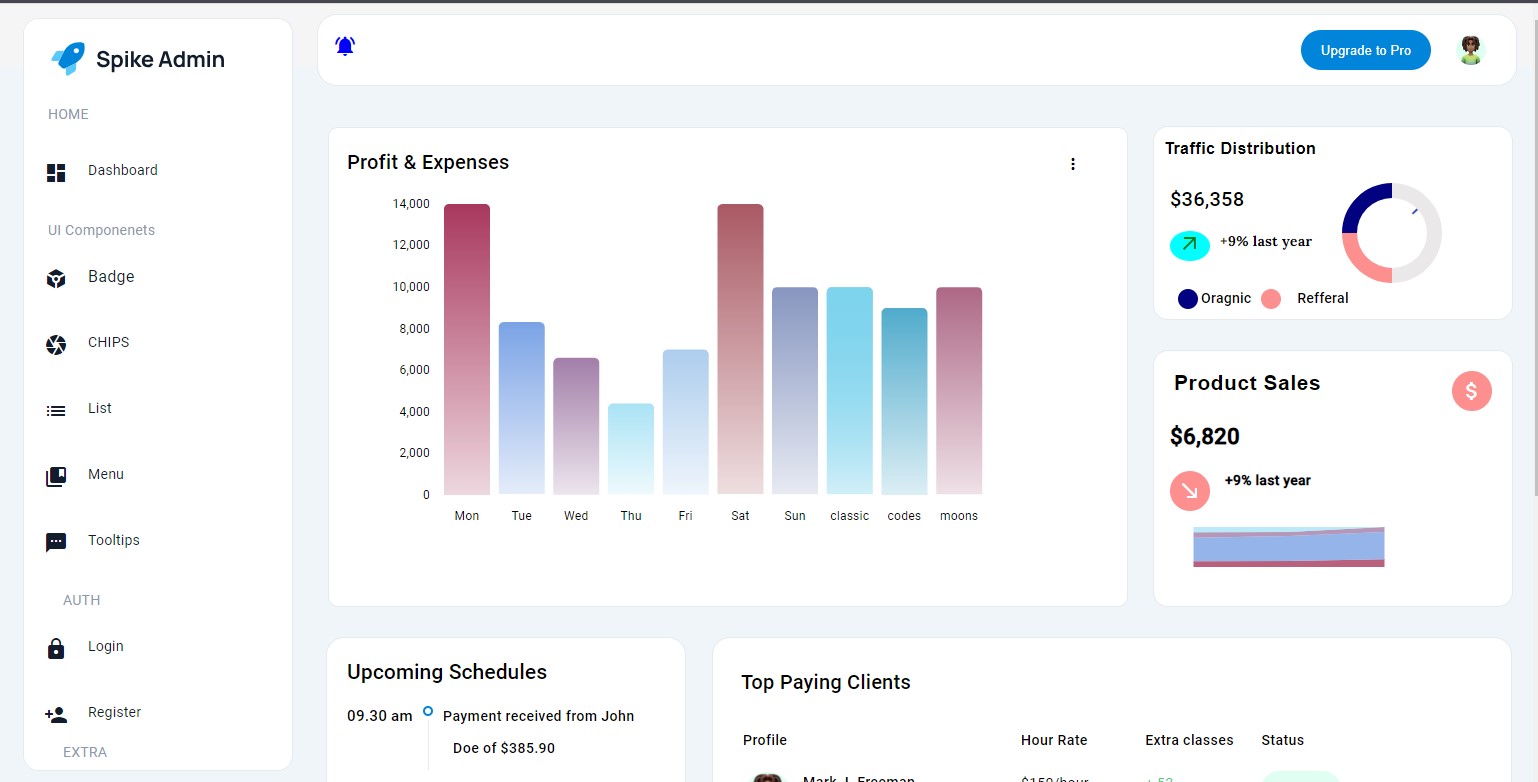 Spike Admin
HOME
Dashboard
UI Componenets
Badge
CHIPS
List
Menu
Tooltips
AUTH
Login
Register
EXTRA
Upgrade to Pro
Profit & Expenses
14,000
12,000
10,000
8,000
6,000
4,000
2,000
0
Mon Tue Wed Thu Fri Sat Sun classic codes moons
Traffic Distribution
$36,358
+9% last year
Oragnic Refferal
Product Sales
$
$6,820
+9% last year
Upcoming Schedules
09.30 am Payment received from John
Doe of $385.90
Top Paying Clients
Profile Hour Rate Extra classes Status
Mark J. Freeman $150/hour + 53